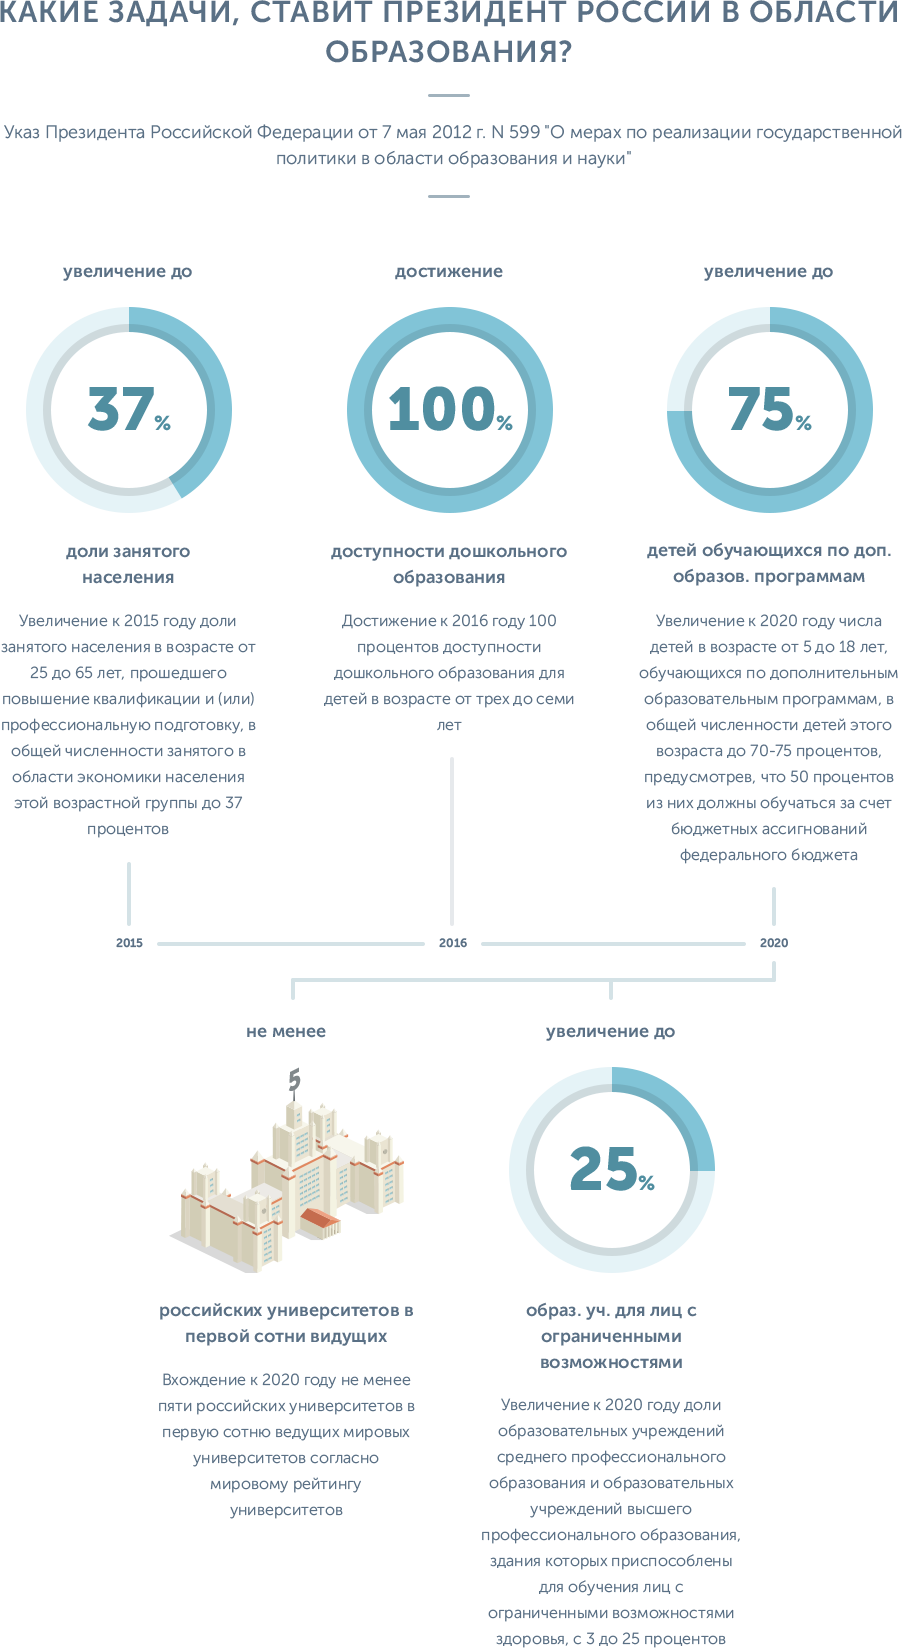 КАКИЕ ЗАДАЧИ, СТАВИТ ПРЕЗИДЕНТ РОССИИ В ОБЛАСТИ
ОБРАЗОВАНИЯ?
Указ Президента Российской Федерации от 7 мая 2012 г. N 599 "О мерах по реализации государственной
политики в области образования и науки"
увеличение до
37%
доли занятого
населения
Увеличение к 2015 году доли
занятого населения в возрасте от
25 до 65 лет, прошедшего
повышение квалификации и (или)
профессиональную подготовку, в
общей численности занятого в
области экономики населения
этой возрастной группы до 37
процентов
достижение
100%
доступности дошкольного
образования
Достижение к 2016 году 100
процентов доступности
дошкольного образования для
детей в возрасте от трех до семи
лет
увеличение до
75%
детей обучающихся по доп.
образов. программам
Увеличение к 2020 году числа
детей в возрасте от 5 до 18 лет,
обучающихся по дополнительным
образовательным программам, в
общей численности детей этого
возраста до 70-75 процентов,
предусмотрев, что 50 процентов
из них должны обучаться за счет
бюджетных ассигнований
федерального бюджета
2015
2016
2020
не менее
5
российских университетов в
первой сотни видущих
Вхождение к 2020 году не менее
пяти российских университетов в
первую сотню ведущих мировых
университетов согласно
мировому рейтингу
университетов
увеличение до
25%
образ. уч. для лиц с
ограниченными
возможностями
Увеличение к 2020 году доли
образовательных учреждений
среднего профессионального
образования и образовательных
учреждений высшего
профессионального образования,
здания которых приспособлены
для обучения лиц с
ограниченными возможностями
здоровья, с 3 до 25 процентов